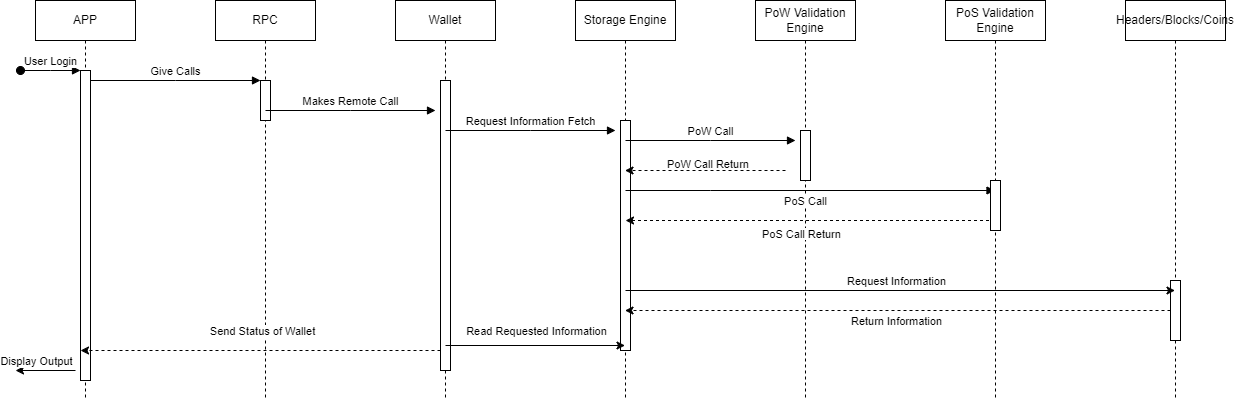 APP
RPC
Wallet
Storage Engine
PoW Validation
Engine
PoS Validation
Engine
Headers/Blocks/Coins
User Login
Give Calls
Makes Remote Call
Request Information Fetch
PoW Call
PoW Call Return
PoS Call
PoS Call Return
Request Information
Return Information
Send Status of Wallet
Read Requested Information
Display Output